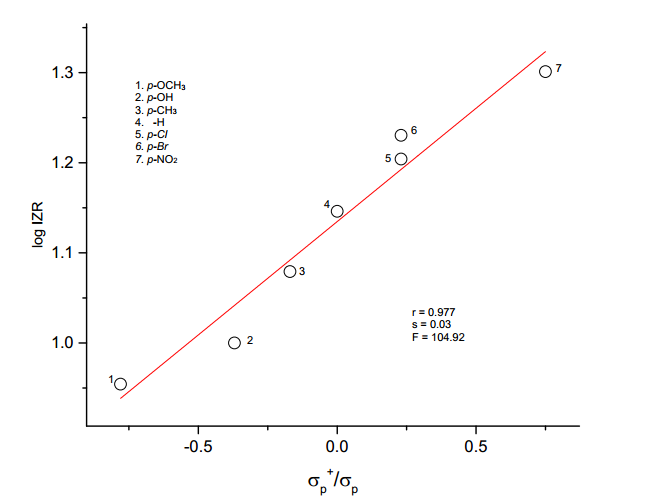 1.3
1.2
1.1
1.0
log IZR
1. p-OCH₃
2. p-OH
3. p-CH₃
4. -H
5. p-Cl
6. p-Br
7. p-NO₂
1
2
3
4
5
6
7
r = 0.977
s = 0.03
F = 104.92
-0.5 0.0 0.5
σₚ⁺/σₚ